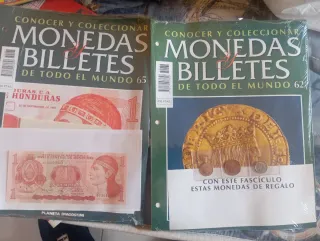 CONOCER Y COLECCIONAR
MONEDAS
y
BILLETES
DE TODO EL MUNDO 65
HONDURAS
PLANETA DEAGOSTINI
CONOCER Y COLECCIONAR
MONEDAS
y
BILLETES
DE TODO EL MUNDO 62
CON ESTE FASCÍCULO
ESTAS MONEDAS DE REGALO